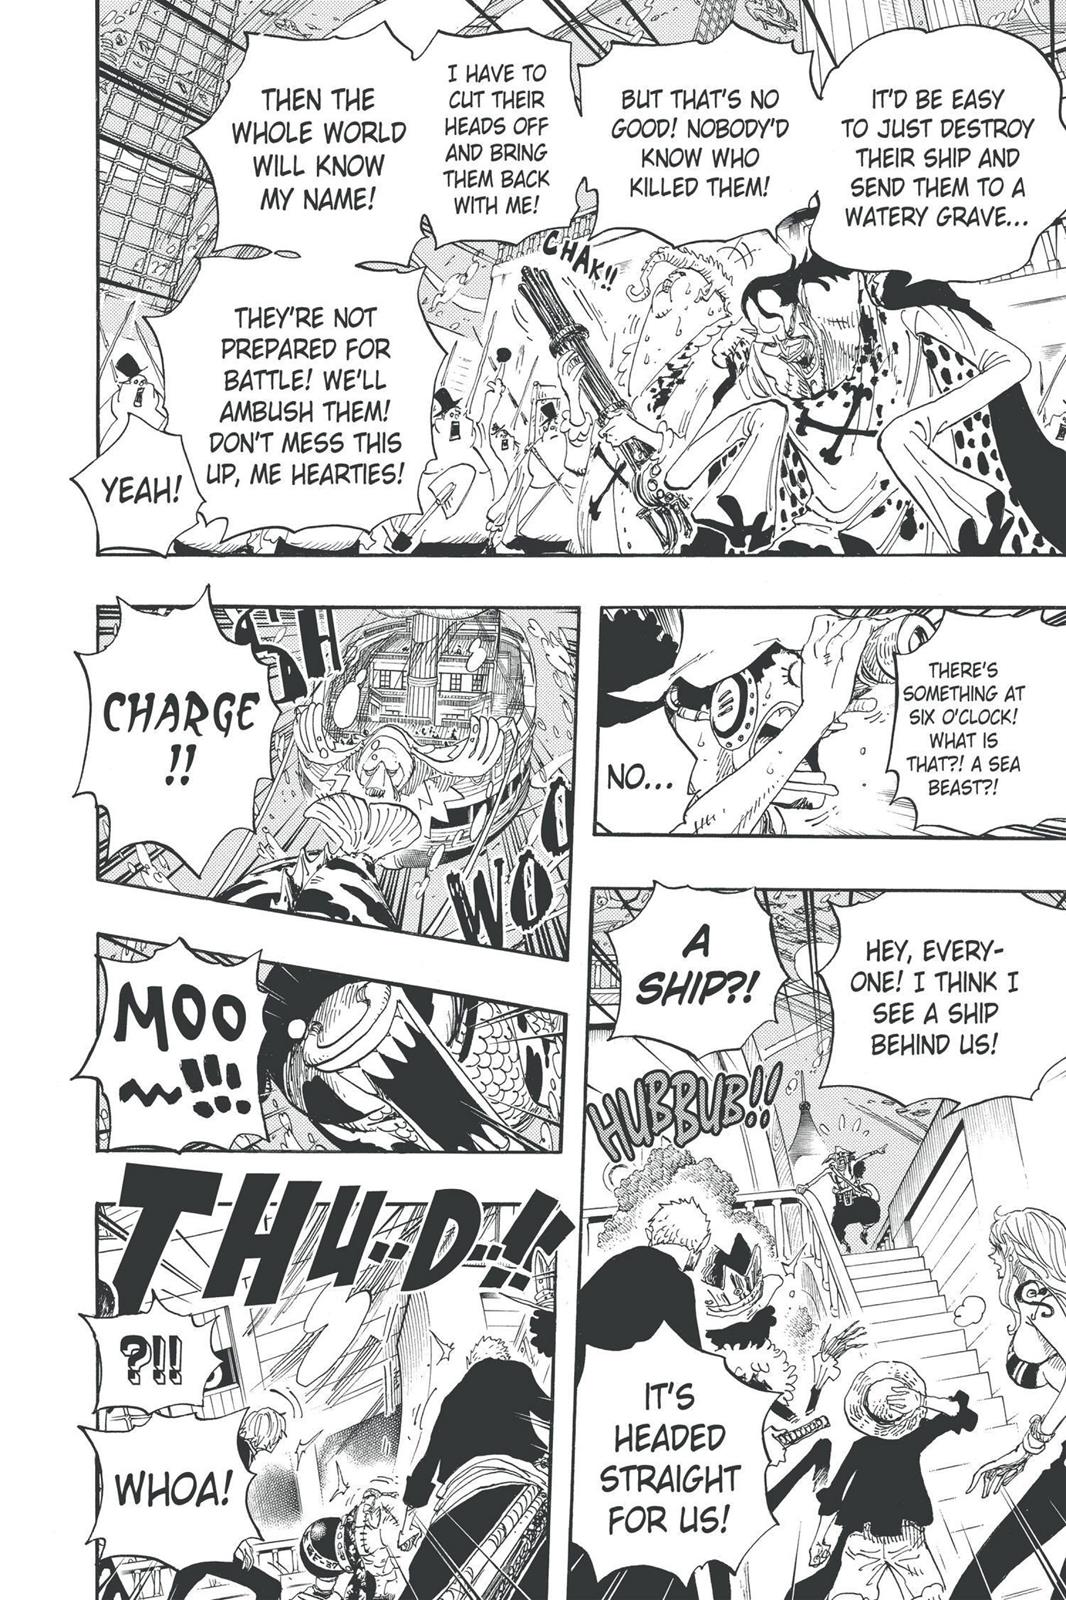 IT'D BE EASY
TO JUST DESTROY
THEIR SHIP AND
SEND THEM TO A
WATERY GRAVE...
BUT THAT'S NO
GOOD! NOBODY'D
KNOW WHO
KILLED THEM!
I HAVE TO
CUT THEIR
HEADS OFF
AND BRING
THEM BACK
WITH ME!
THEN THE
WHOLE WORLD
WILL KNOW
MY NAME!
CHAK!!
THEY'RE NOT
PREPARED FOR
BATTLE! WE'LL
AMBUSH THEM!
DON'T MESS THIS
UP, ME HEARTIES!
YEAH!
THERE'S
SOMETHING AT
SIX O'CLOCK!
WHAT IS
THAT?! A SEA
BEAST?!
NO...
CHARGE
!!
HEY, EVERY-
ONE! I THINK I
SEE A SHIP
BEHIND US!
A
SHIP?!
HUBBUB!!
IT'S
HEADED
STRAIGHT
FOR US!
MOO
~!!!
THU..D..!!
?!!
WHOA!